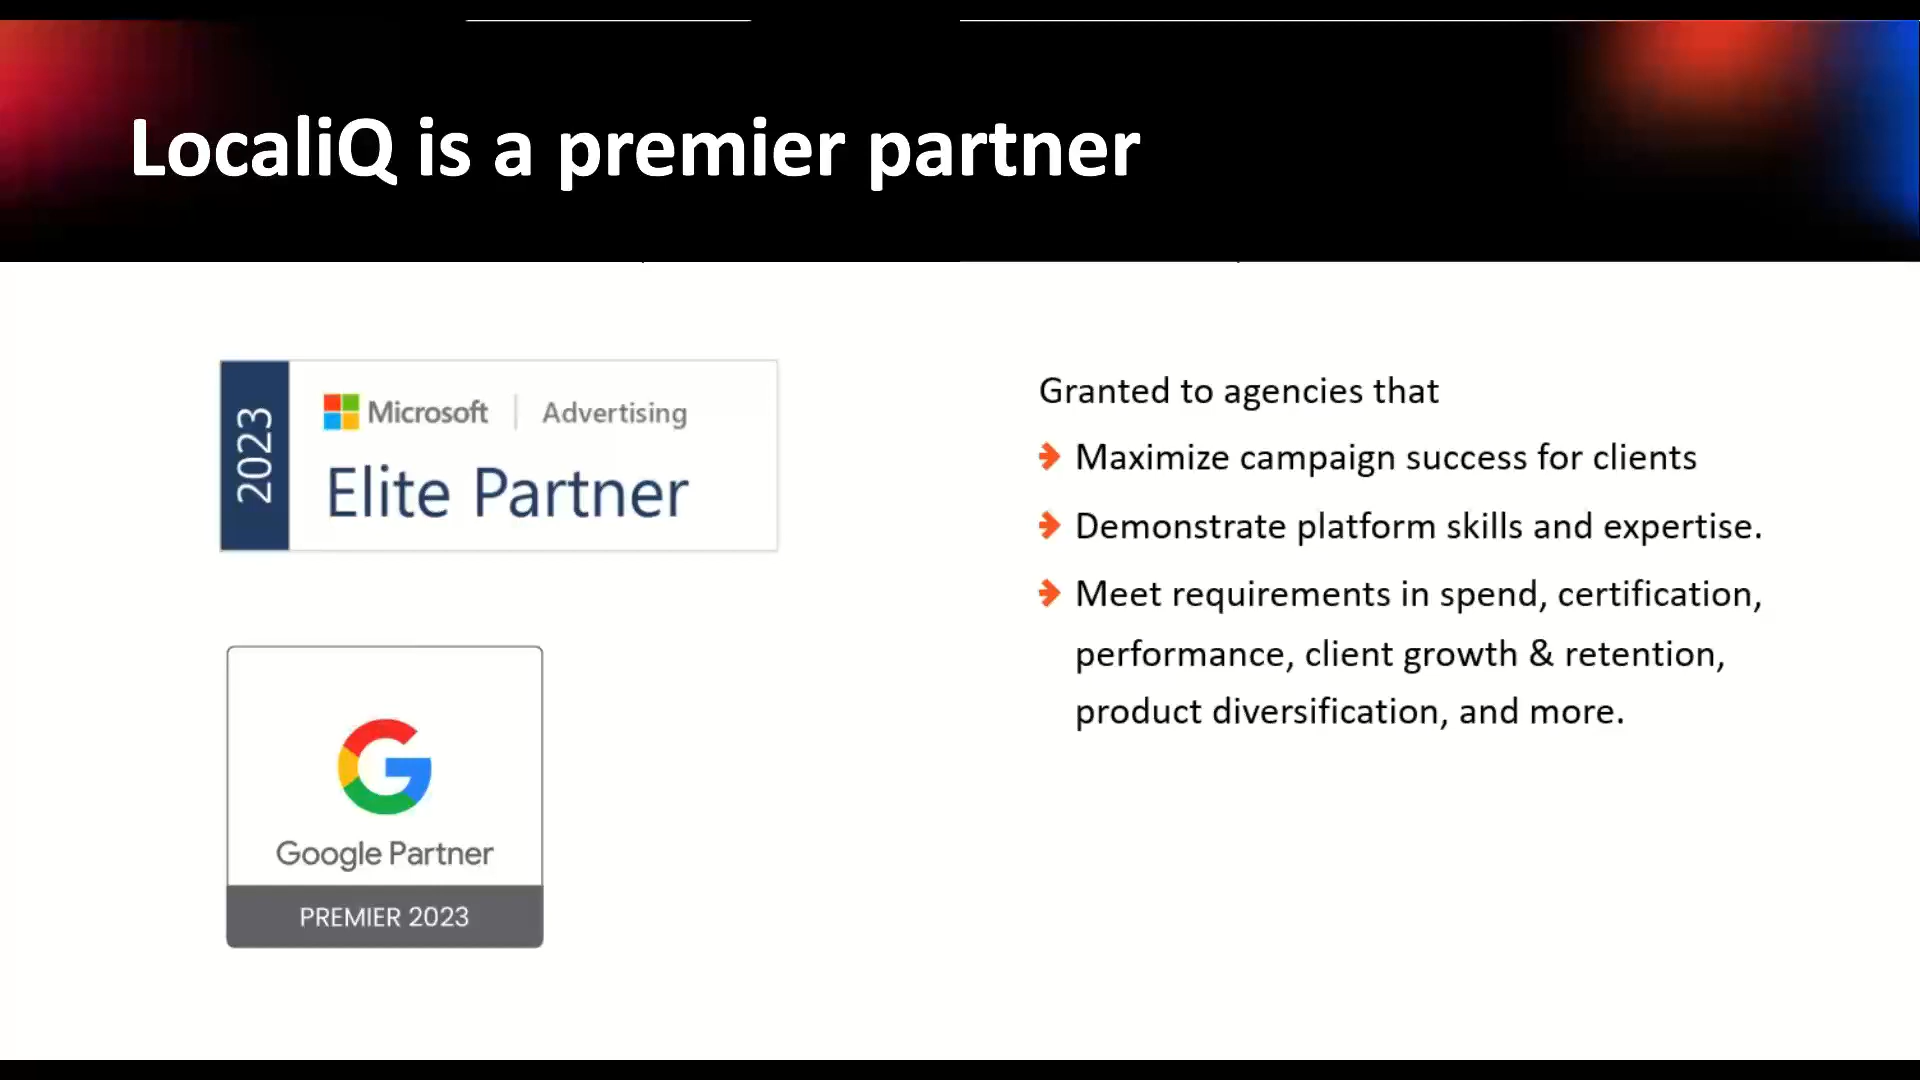 LocaliQ is a premier partner
2023
Microsoft | Advertising
Elite Partner
Google Partner
PREMIER 2023
Granted to agencies that
Maximize campaign success for clients
Demonstrate platform skills and expertise.
Meet requirements in spend, certification,
performance, client growth & retention,
product diversification, and more.